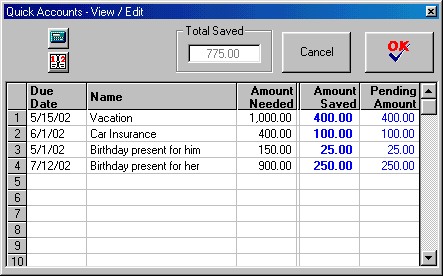 Quick Accounts - View / Edit
Total Saved
775.00
Cancel
OK
Due Date Name Amount Needed Amount Saved Pending Amount
1 5/15/02 Vacation 1,000.00 400.00 400.00
2 6/1/02 Car Insurance 400.00 100.00 100.00
3 5/1/02 Birthday present for him 150.00 25.00 25.00
4 7/12/02 Birthday present for her 900.00 250.00 250.00
5
6
7
8
9
10